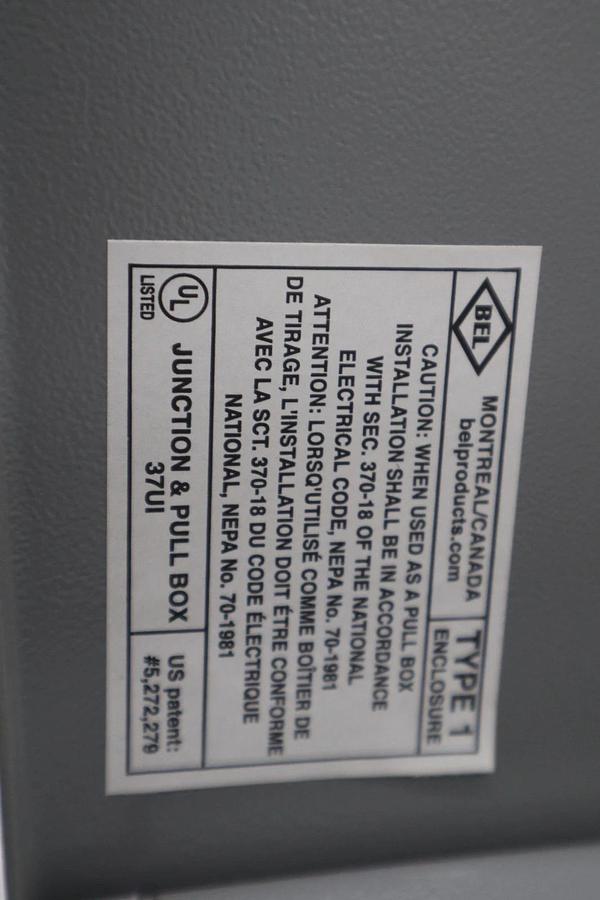 BEL
MONTREAL/CANADA
belproducts.com
TYPE 1
ENCLOSURE
CAUTION: WHEN USED AS A PULL BOX
INSTALLATION SHALL BE IN ACCORDANCE
WITH SEC. 370-18 OF THE NATIONAL
ELECTRICAL CODE, NEPA No. 70-1981
ATTENTION: LORSQU'UTILISÉ COMME BOÎTIER DE
DE TIRAGE, L'INSTALLATION DOIT ÊTRE CONFORME
AVEC LA SCT. 370-18 DU CODE ÉLECTRIQUE
NATIONAL, NEPA No. 70-1981
UL
LISTED
JUNCTION & PULL BOX
37UI
US patent:
#5,272,279